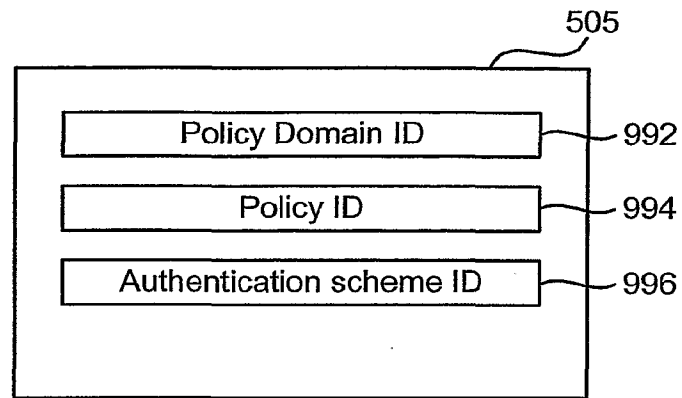 505
Policy Domain ID 992
Policy ID 994
Authentication scheme ID 996